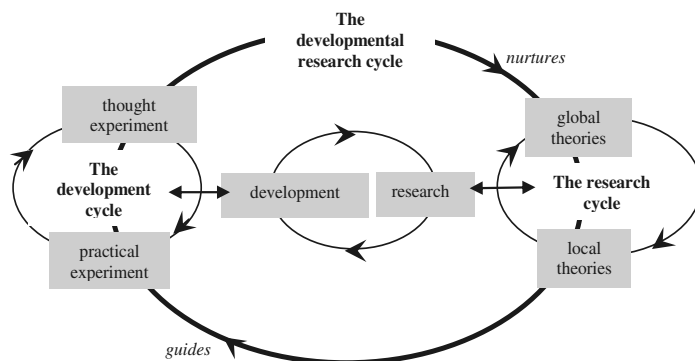 The
developmental
research cycle
nurtures
thought
experiment
global
theories
The
development
cycle
development
research
The research
cycle
practical
experiment
local
theories
guides